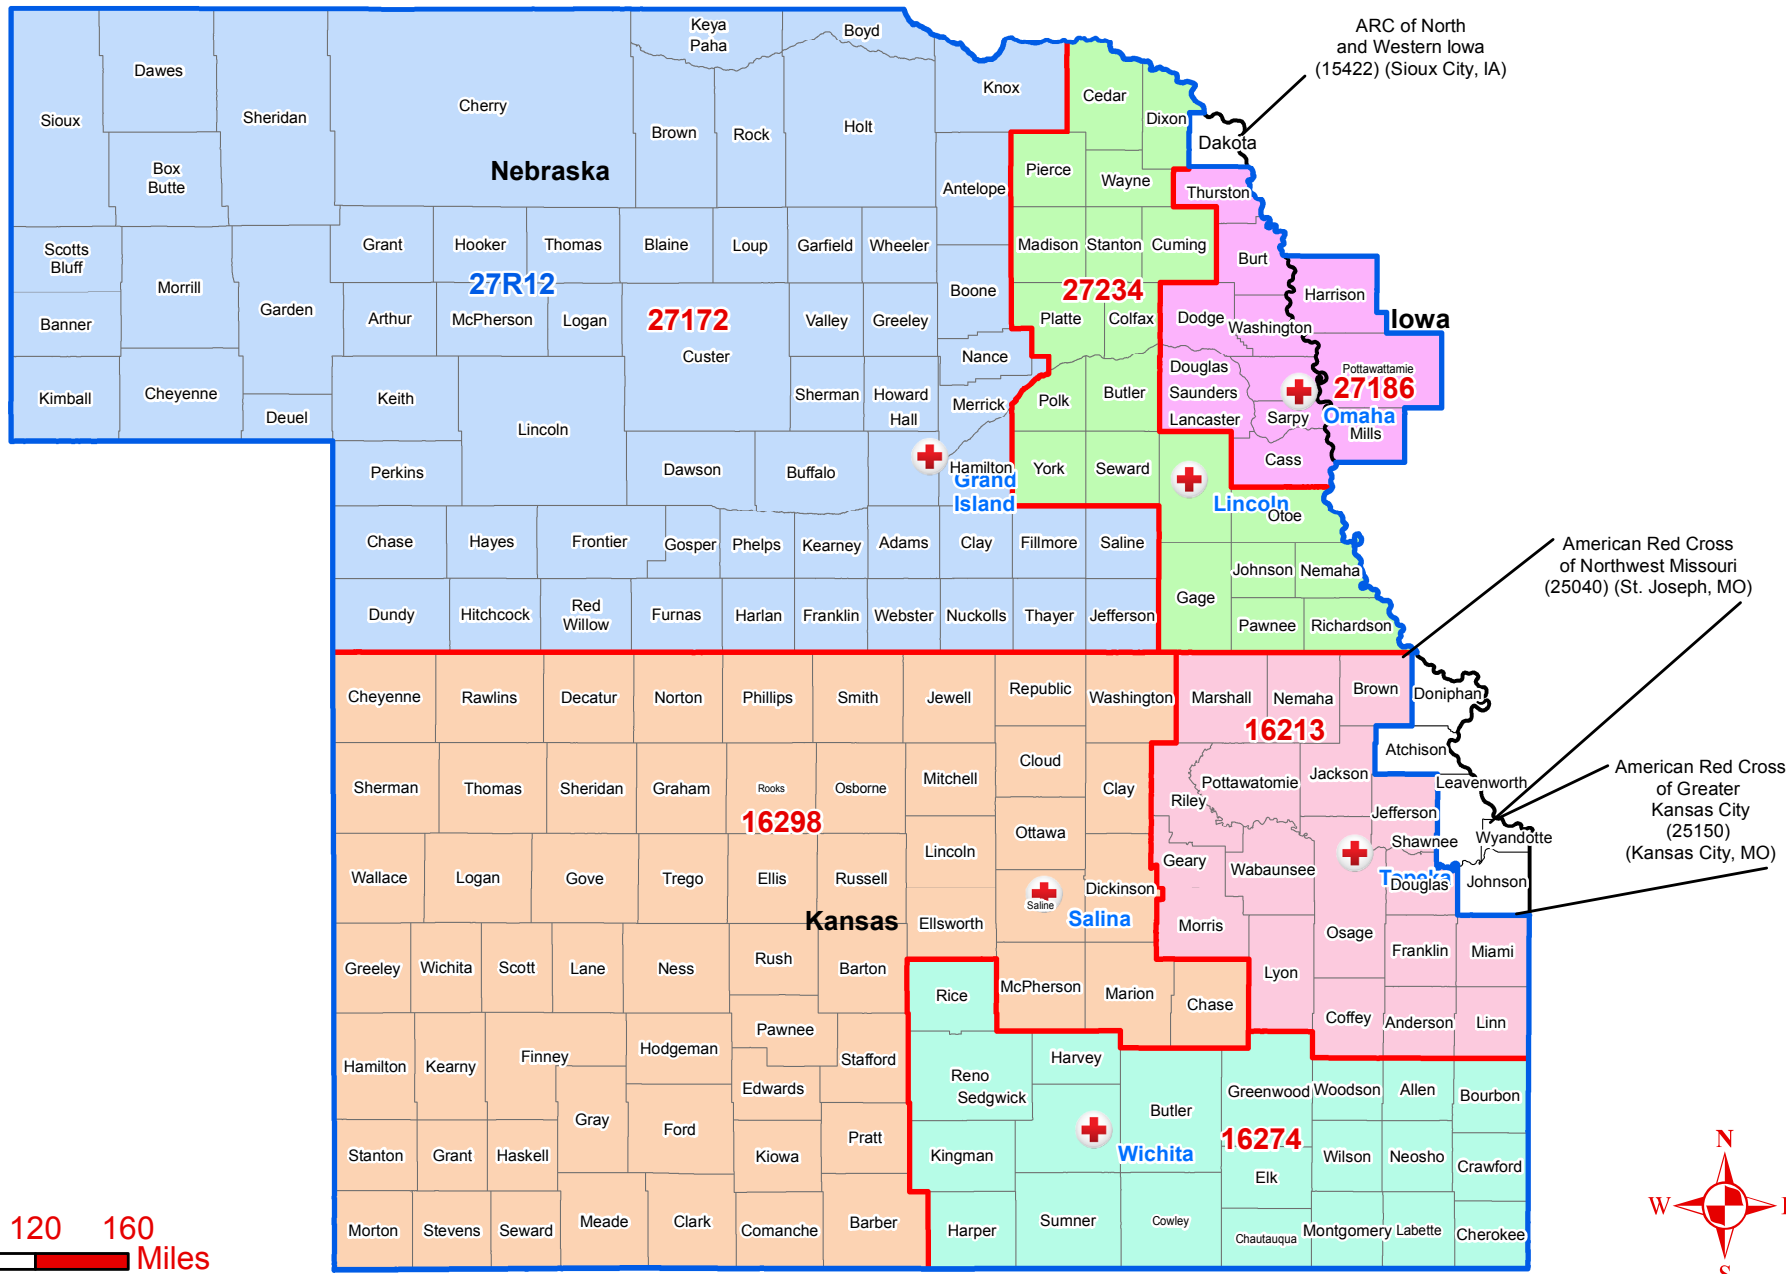 Keya
Paha
Boyd
ARC of North
and Western Iowa
(15422) (Sioux City, IA)
Dawes
Knox
Cedar
Sioux
Sheridan
Cherry
Brown
Rock
Holt
Dixon
Dakota
Box
Butte
Nebraska
Antelope
Pierce
Wayne
Thurston
Scotts
Bluff
Grant
Hooker
Thomas
Blaine
Loup
Garfield
Wheeler
Madison
Stanton
Cuming
Burt
Morrill
27R12
Boone
27234
Harrison
Banner
Garden
Arthur
McPherson
Logan
27172
Valley
Greeley
Platte
Colfax
Dodge
Washington
Iowa
Custer
Nance
Douglas
Pottawattamie
27186
Kimball
Cheyenne
Keith
Sherman
Howard
Merrick
Polk
Butler
Saunders
Deuel
Lincoln
Hall
Lancaster
Sarpy
Omaha
Mills
Perkins
Dawson
Buffalo
Hamilton
Grand
Island
York
Seward
Cass
Lincoln
Otoe
Chase
Hayes
Frontier
Gosper
Phelps
Kearney
Adams
Clay
Fillmore
Saline
American Red Cross
of Northwest Missouri
(25040) (St. Joseph, MO)
Johnson
Nemaha
Dundy
Hitchcock
Red
Willow
Furnas
Harlan
Franklin
Webster
Nuckolls
Thayer
Jefferson
Gage
Pawnee
Richardson
Cheyenne
Rawlins
Decatur
Norton
Phillips
Smith
Jewell
Republic
Washington
Marshall
Nemaha
Brown
Doniphan
16213
Atchison
Sherman
Thomas
Sheridan
Graham
Rooks
Osborne
Mitchell
Cloud
Clay
Riley
Pottawatomie
Jackson
Leavenworth
American Red Cross
of Greater
Kansas City
(25150)
(Kansas City, MO)
16298
Ottawa
Jefferson
Shawnee
Wyandotte
Wallace
Logan
Gove
Trego
Ellis
Russell
Lincoln
Geary
Wabaunsee
Topeka
Douglas
Johnson
Saline
Dickinson
Salina
Kansas
Ellsworth
Morris
Osage
Franklin
Miami
Greeley
Wichita
Scott
Lane
Ness
Rush
Barton
Rice
McPherson
Marion
Chase
Lyon
Coffey
Anderson
Linn
Hamilton
Kearny
Finney
Hodgeman
Pawnee
Stafford
Edwards
Reno
Sedgwick
Harvey
Butler
Greenwood
Woodson
Allen
Bourbon
Gray
Ford
Pratt
Stanton
Grant
Haskell
Kiowa
Kingman
Wichita
16274
Elk
Wilson
Neosho
Crawford
Morton
Stevens
Seward
Meade
Clark
Comanche
Barber
Harper
Sumner
Cowley
Chautauqua
Montgomery
Labette
Cherokee
120 160
Miles
N
W
S